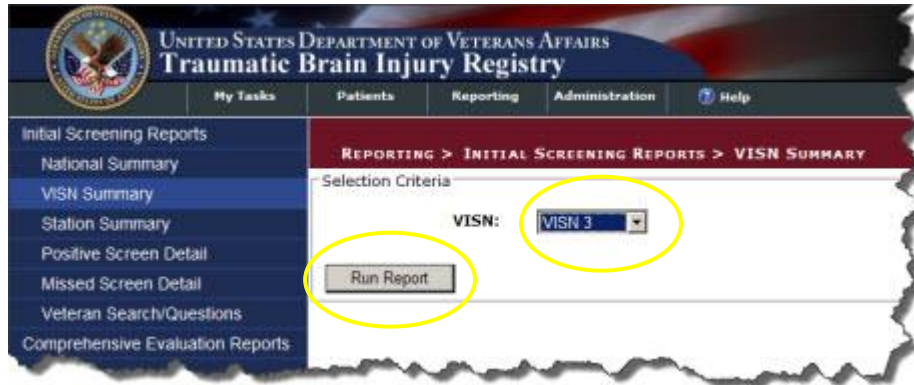 UNITED STATES DEPARTMENT OF VETERANS AFFAIRS
Traumatic Brain Injury Registry
My Tasks Patients Reporting Administration ? Help
Initial Screening Reports
National Summary
VISN Summary
Station Summary
Positive Screen Detail
Missed Screen Detail
Veteran Search/Questions
Comprehensive Evaluation Reports
REPORTING > INITIAL SCREENING REPORTS > VISN SUMMARY
Selection Criteria
VISN: VISN 3
Run Report